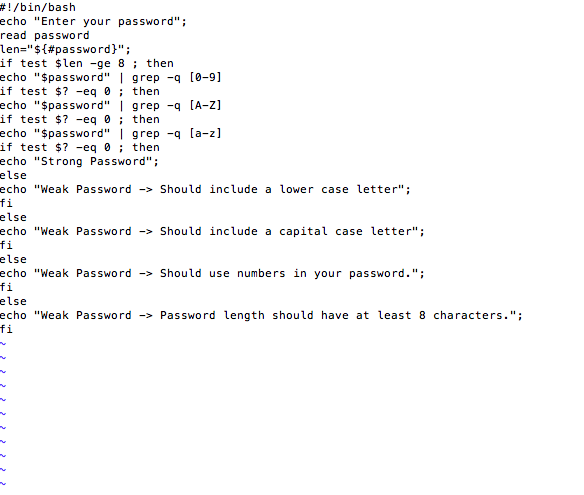 #!/bin/bash
echo "Enter your password";
read password
len="${#password}";
if test $len -ge 8 ; then
echo "$password" | grep -q [0-9]
if test $? -eq 0 ; then
echo "$password" | grep -q [A-Z]
if test $? -eq 0 ; then
echo "$password" | grep -q [a-z]
if test $? -eq 0 ; then
echo "Strong Password";
else
echo "Weak Password -> Should include a lower case letter";
fi
else
echo "Weak Password -> Should include a capital case letter";
fi
else
echo "Weak Password -> Should use numbers in your password.";
fi
else
echo "Weak Password -> Password length should have at least 8 characters.";
fi
~
~
~
~
~
~
~
~
~
~
~